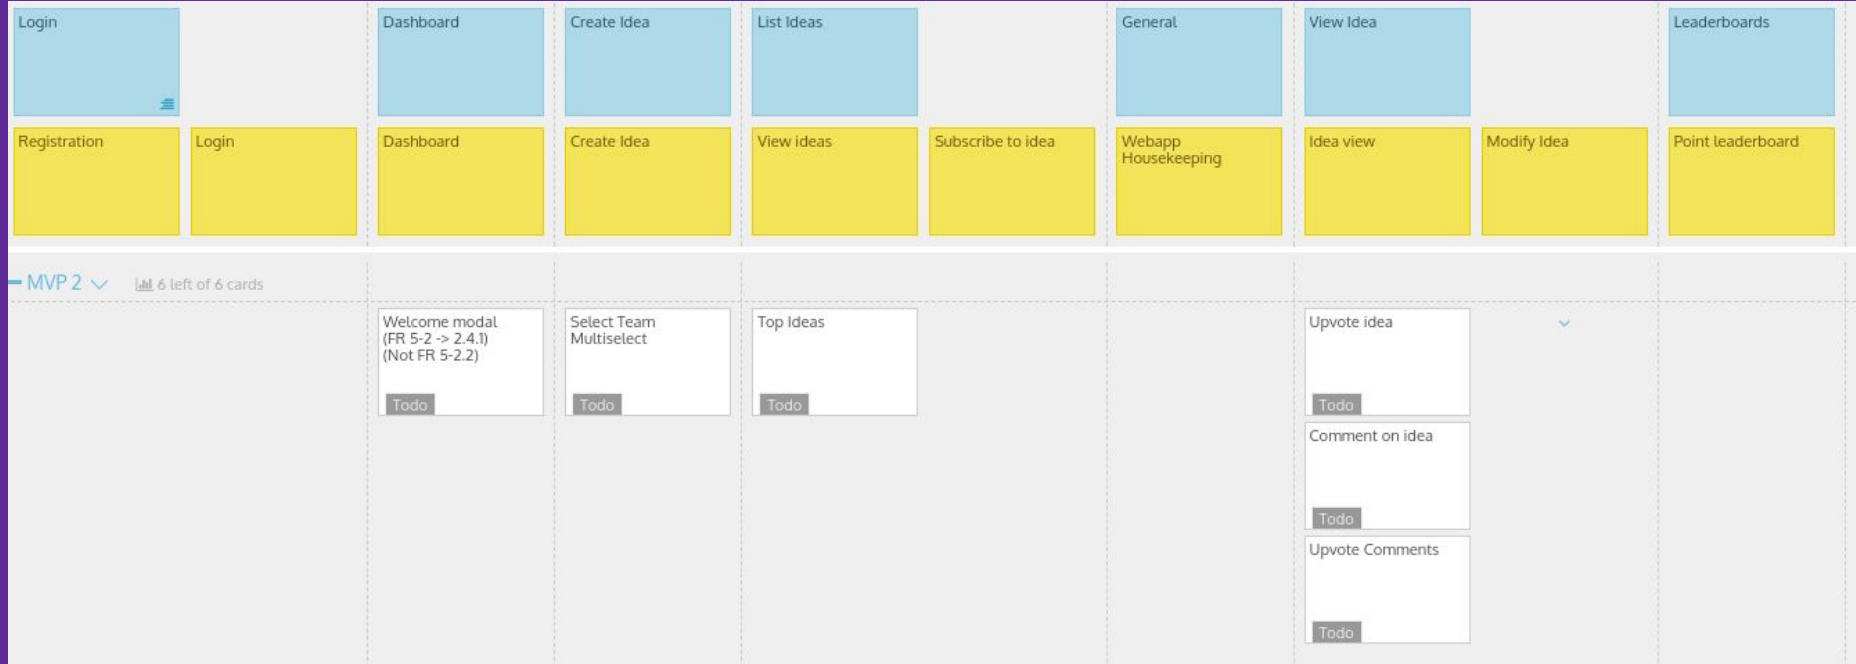 Login
Dashboard
Create Idea
List Ideas
General
View Idea
Leaderboards
Registration
Login
Dashboard
Create Idea
View ideas
Subscribe to idea
Webapp
Housekeeping
Idea view
Modify Idea
Point leaderboard
MVP 2
6 left of 6 cards
Welcome modal
(FR 5-2 -> 2.4.1)
(Not FR 5-2.2)
Todo
Select Team
Multiselect
Todo
Top Ideas
Todo
Upvote idea
Todo
Comment on idea
Todo
Upvote Comments
Todo